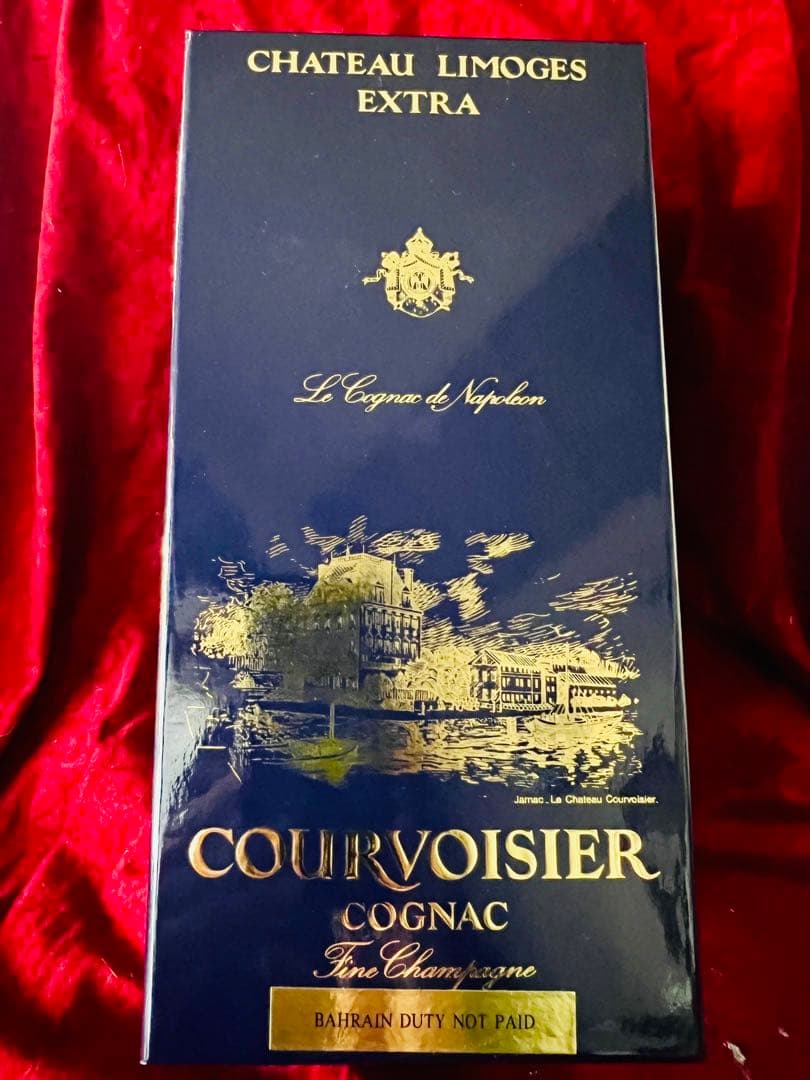 CHATEAU LIMOGES
EXTRA
Le Cognac de Napoleon
Jarnac. Le Chateau Courvoisier.
COURVOISIER
COGNAC
Fine Champagne
BAHRAIN DUTY NOT PAID